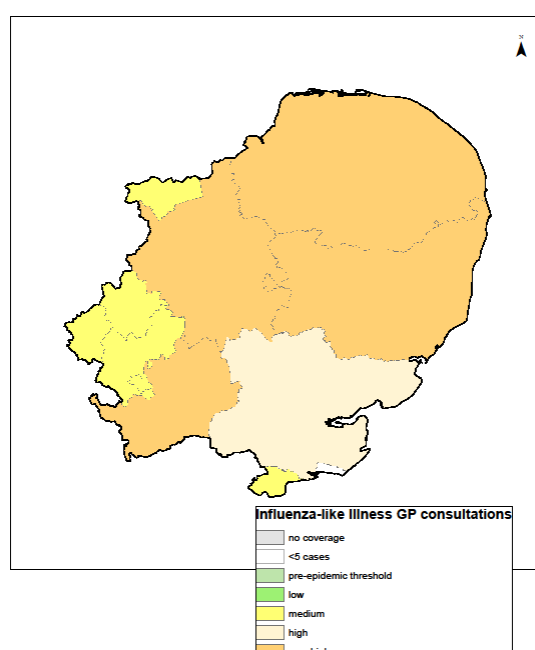 N
Influenza-like Illness GP consultations
no coverage
<5 cases
pre-epidemic threshold
low
medium
high